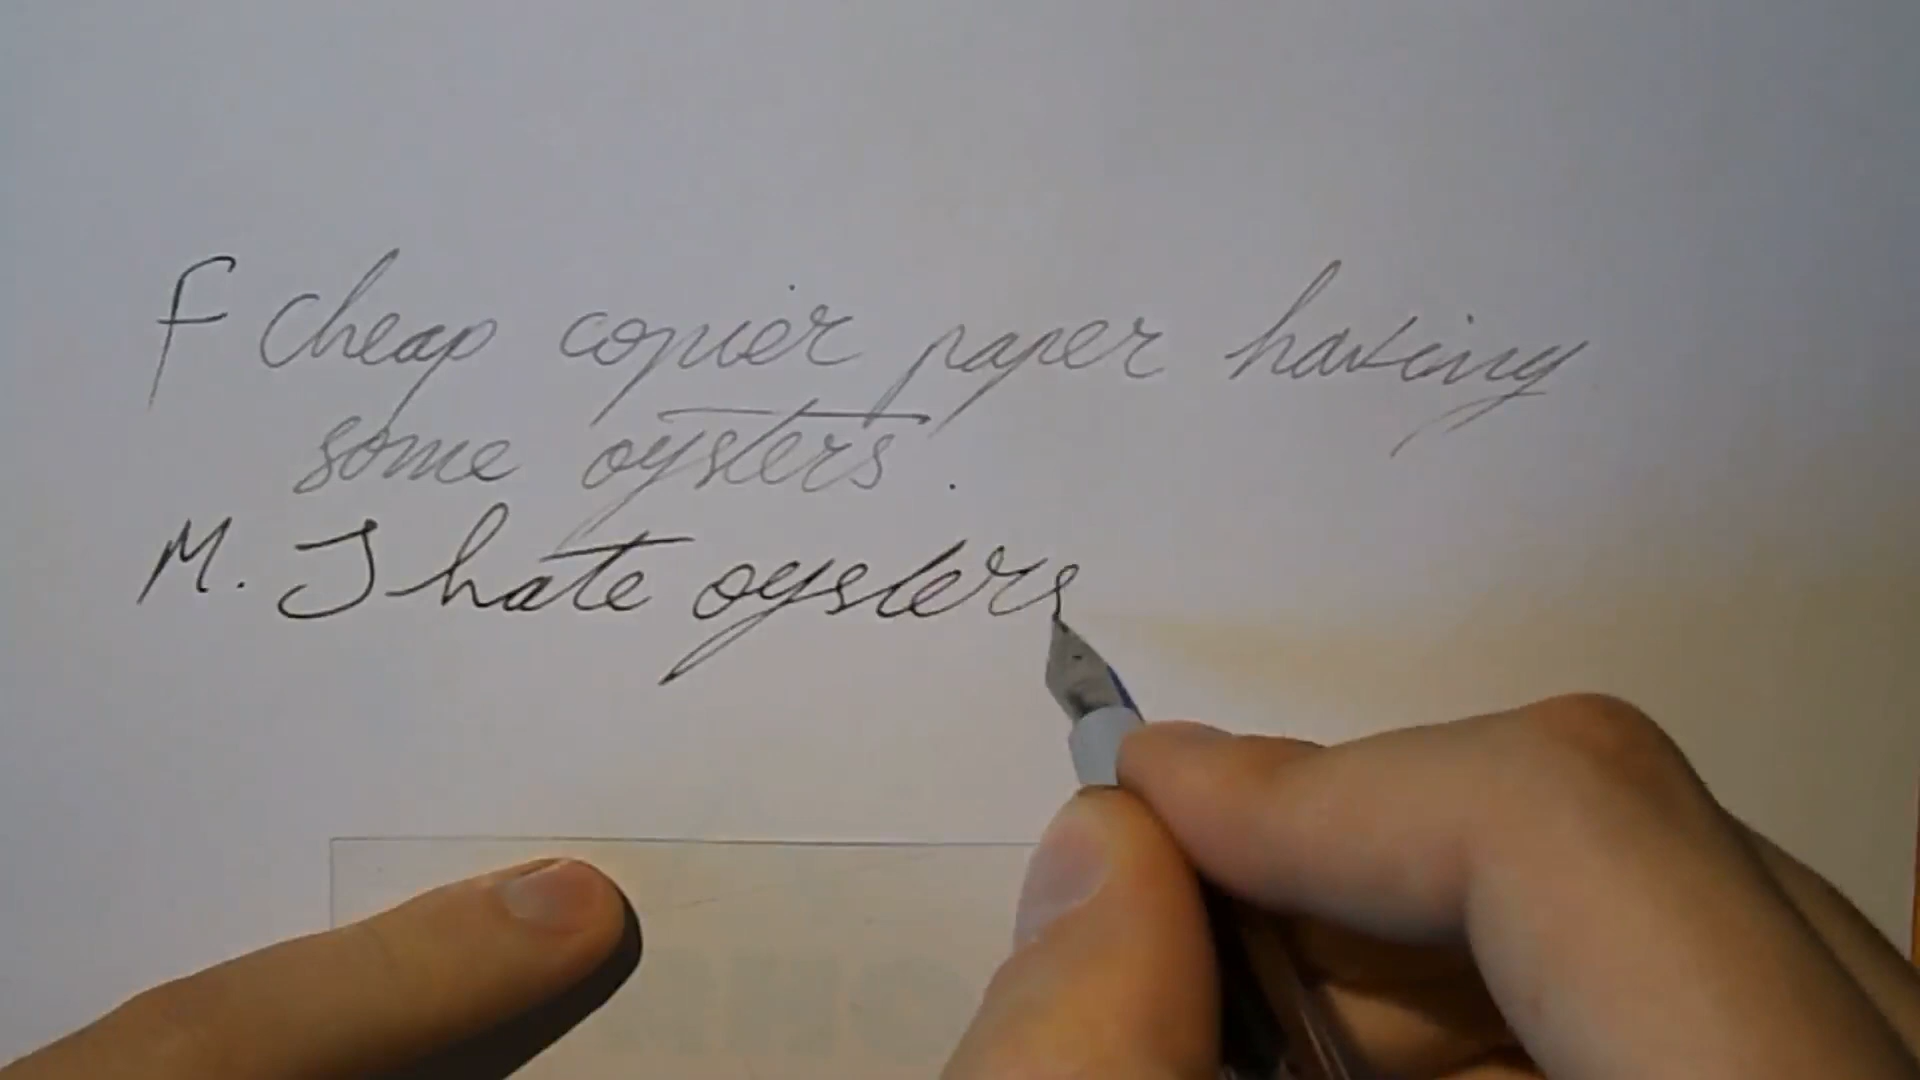 F Cheap copier paper having
some oysters.
M. I hate oysters